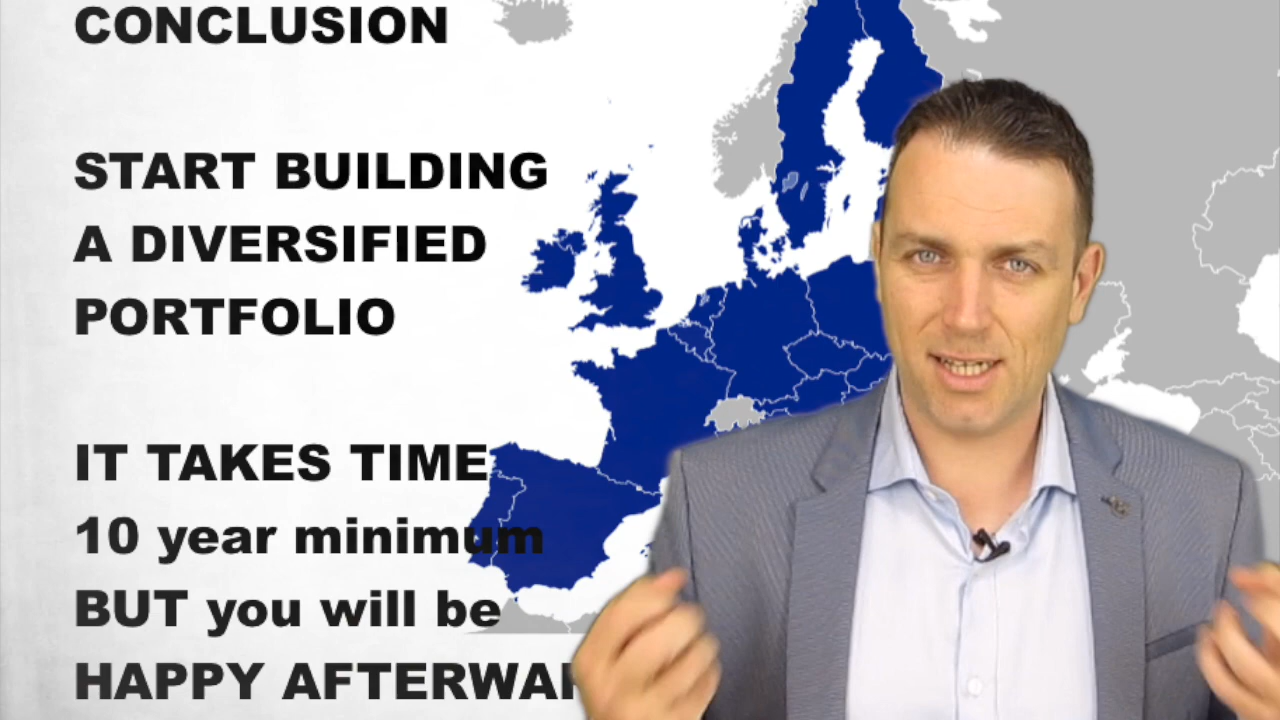 CONCLUSION
START BUILDING
A DIVERSIFIED
PORTFOLIO
IT TAKES TIME
10 year minimum
BUT you will be
HAPPY